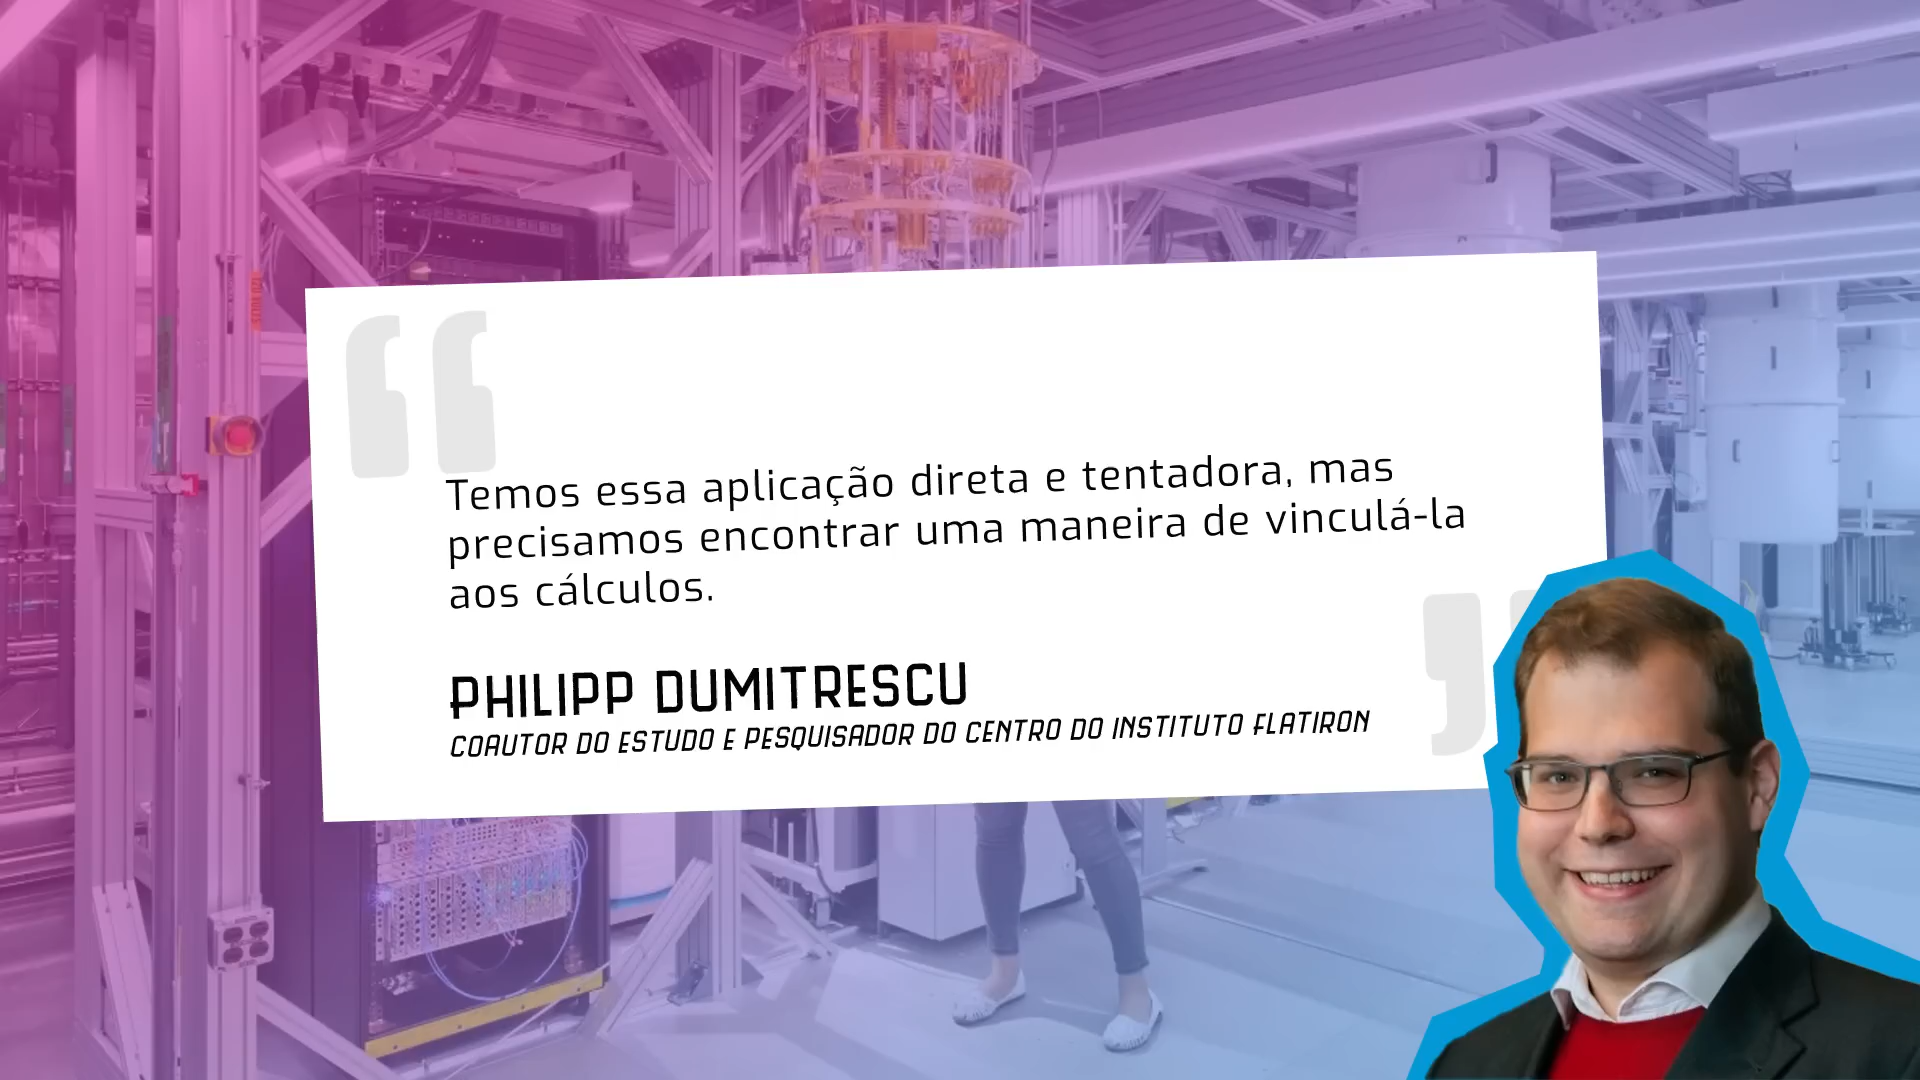 Temos essa aplicação direta e tentadora, mas
precisamos encontrar uma maneira de vinculá-la
aos cálculos.
PHILIPP DUMITRESCU
COAUTOR DO ESTUDO E PESQUISADOR DO CENTRO DO INSTITUTO FLATIRON